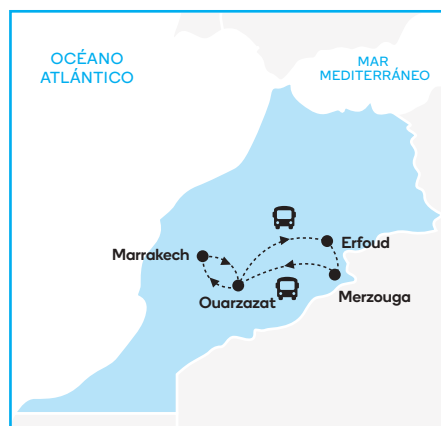 OCÉANO
ATLÁNTICO
MAR
MEDITERRÁNEO
Marrakech
Erfoud
Ouarzazat
Merzouga